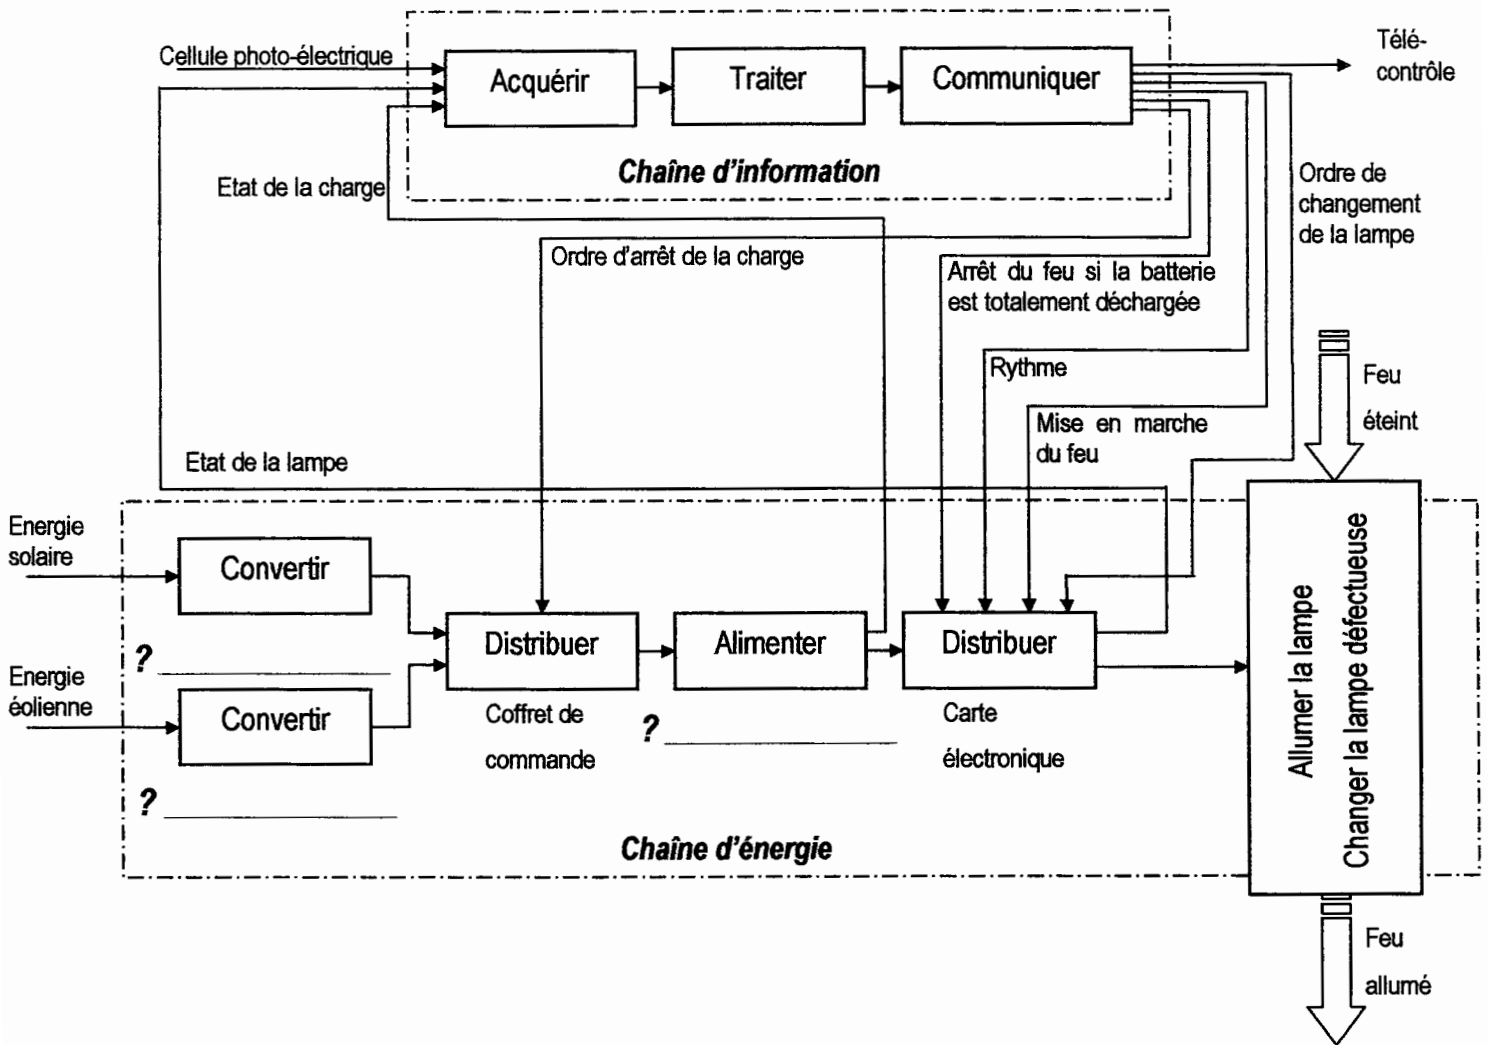 Cellule photo-électrique
Acquérir
Traiter
Communiquer
Télé-
contrôle
Chaîne d'information
Etat de la charge
Ordre de
changement
de la lampe
Ordre d'arrêt de la charge
Arrêt du feu si la batterie
est totalement déchargée
Rythme
Feu
éteint
Mise en marche
du feu
Etat de la lampe
Energie
solaire
Convertir
?
Energie
éolienne
Convertir
?
Distribuer
Coffret de
commande
Alimenter
?
Distribuer
Carte
électronique
Allumer la lampe
Changer la lampe défectueuse
Chaîne d'énergie
Feu
allumé